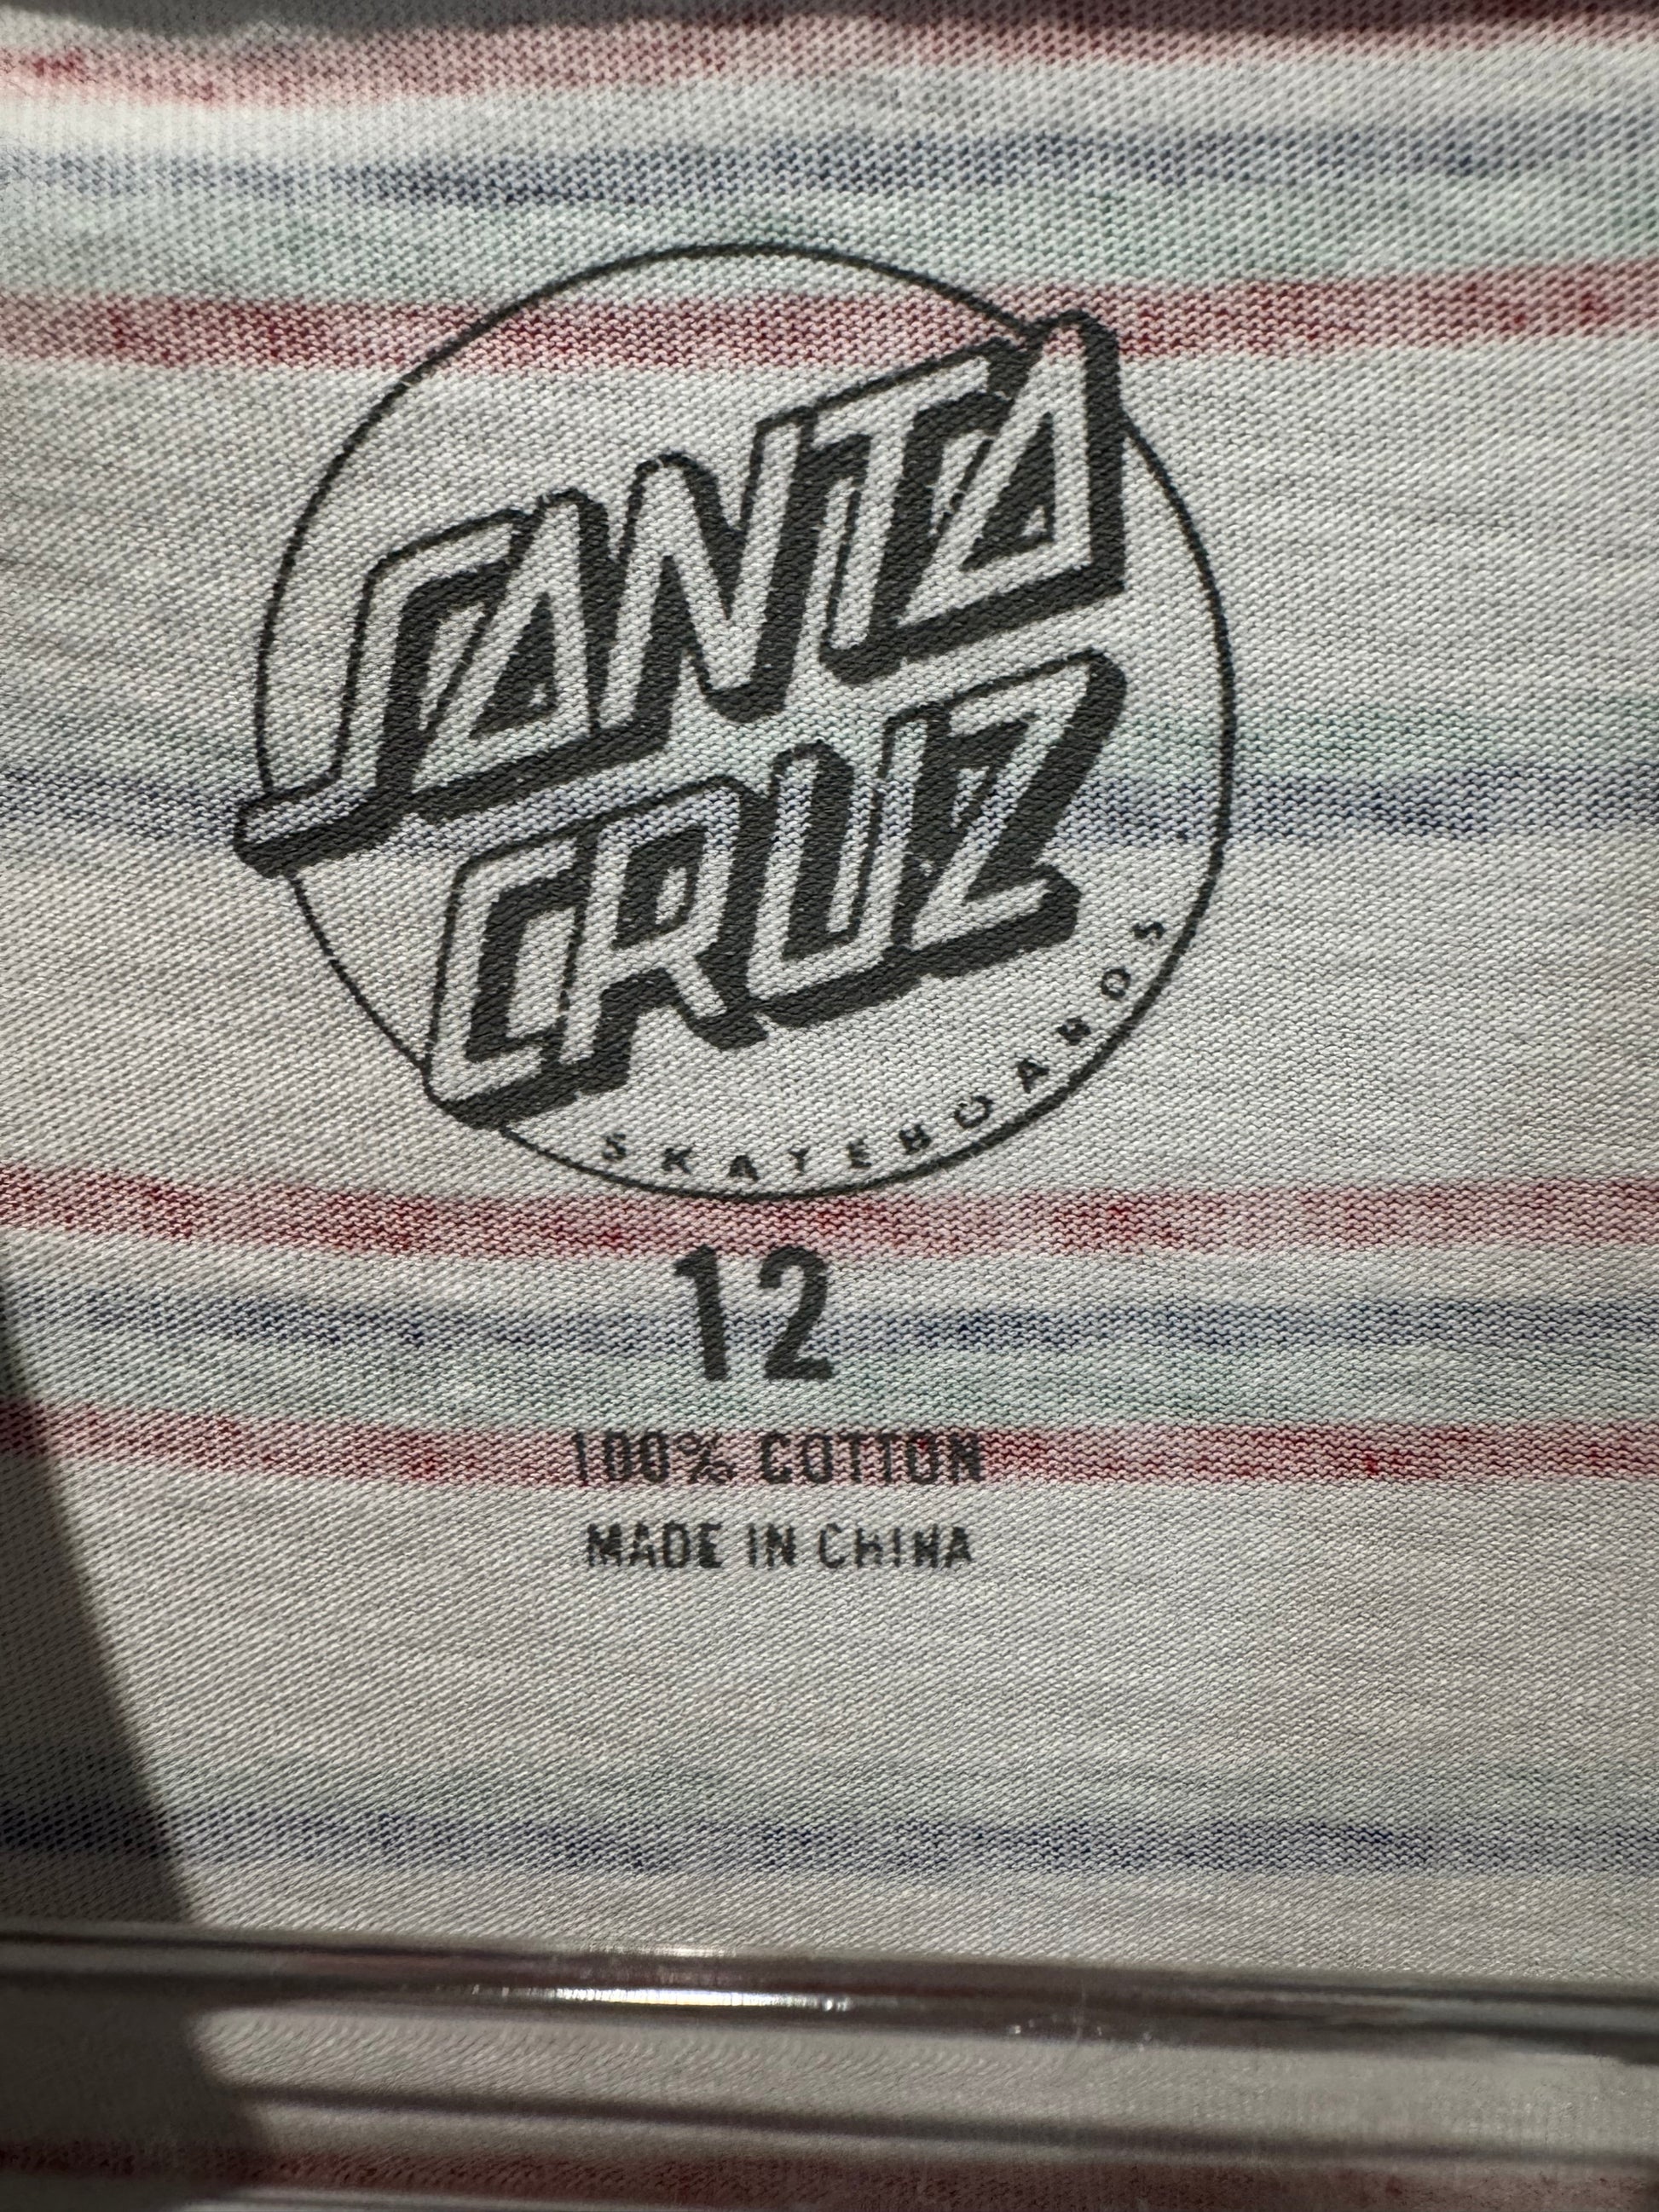 SANTA
CRUZ
SKATEBOARDS
12
100% COTTON
MADE IN CHINA